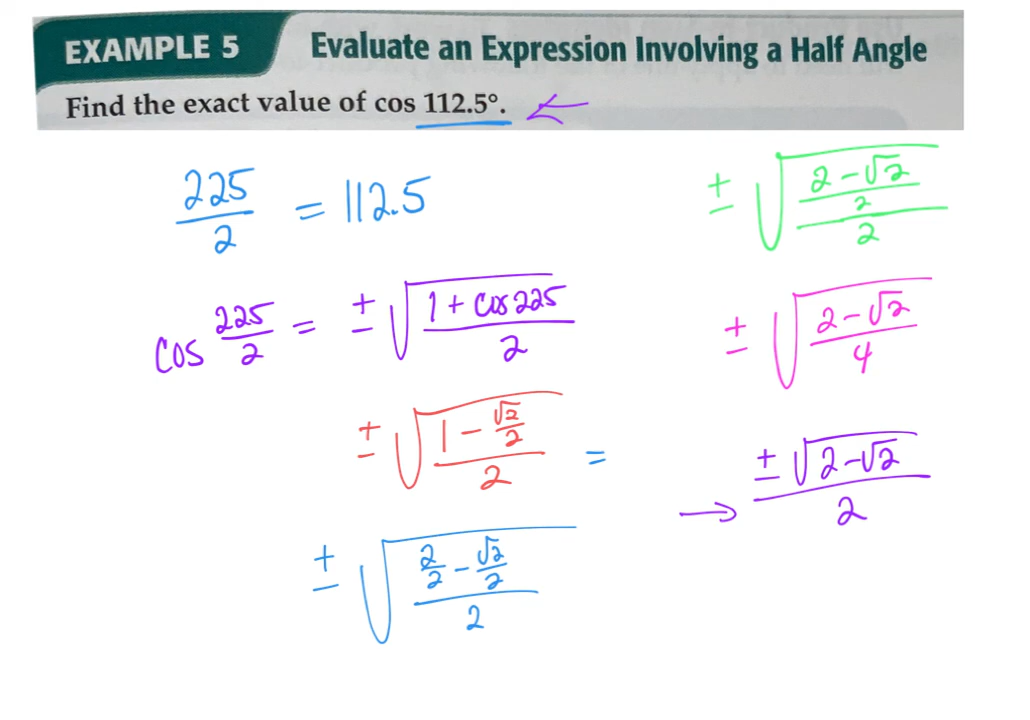 EXAMPLE 5 Evaluate an Expression Involving a Half Angle
Find the exact value of cos 112.5°. ←
225/2 = 112.5
cos 225/2 = ± √((1 + cos 225)/2)
± √((1 - √2/2)/2) =
± √((2/2 - √2/2)/2)
± √(((2 - √2)/2)/2)
± √((2 - √2)/4)
→ ±√(2 - √2)/2